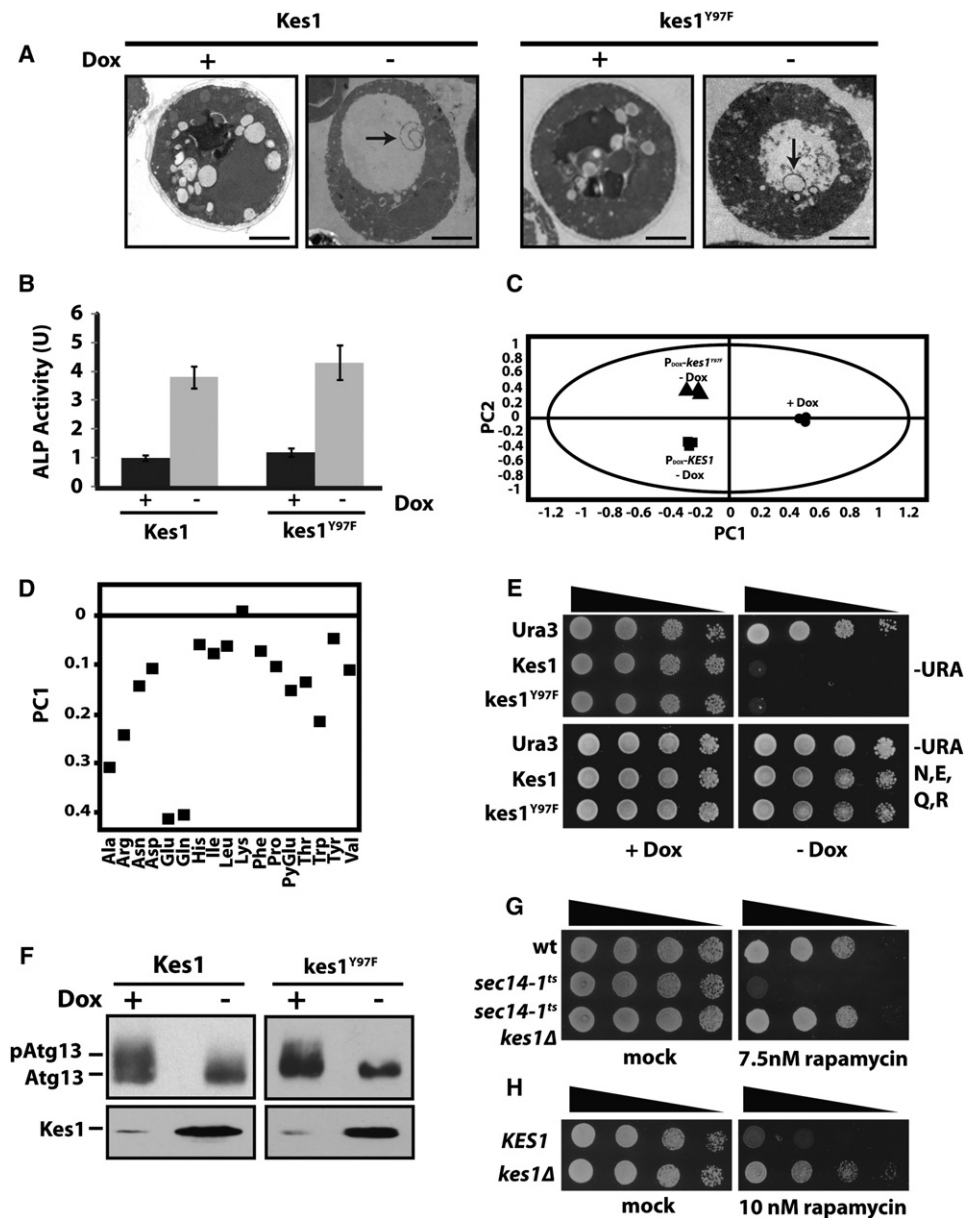 Kes1 kes1Y97F
A
Dox + - + -
B
ALP Activity (U)
6
5
4
3
2
1
0
+ - + - Dox
Kes1 kes1Y97F
C
PC2
1
0.8
0.6
0.4
0.2
0
-0.2
-0.4
-0.6
-0.8
-1
PDOX-kes1Y97F
- Dox
+ Dox
PDOX-KES1
- Dox
-1.2 -1 -0.8 -0.6 -0.4 -0.2 0 0.2 0.4 0.6 0.8 1 1.2
PC1
D
PC1
0
0.1
0.2
0.3
0.4
Ala
Arg
Asn
Asp
Glu
Gln
His
Ile
Leu
Lys
Phe
Pro
PyGlu
Thr
Trp
Tyr
Val
E
Ura3
Kes1 -URA
kes1Y97F
Ura3 -URA
Kes1 N,E,
kes1Y97F Q,R
+ Dox - Dox
F
Kes1 kes1Y97F
Dox + - + -
pAtg13
Atg13
Kes1
G
wt
sec14-1ts
sec14-1ts
kes1Δ
mock 7.5nM rapamycin
H
KES1
kes1Δ
mock 10 nM rapamycin